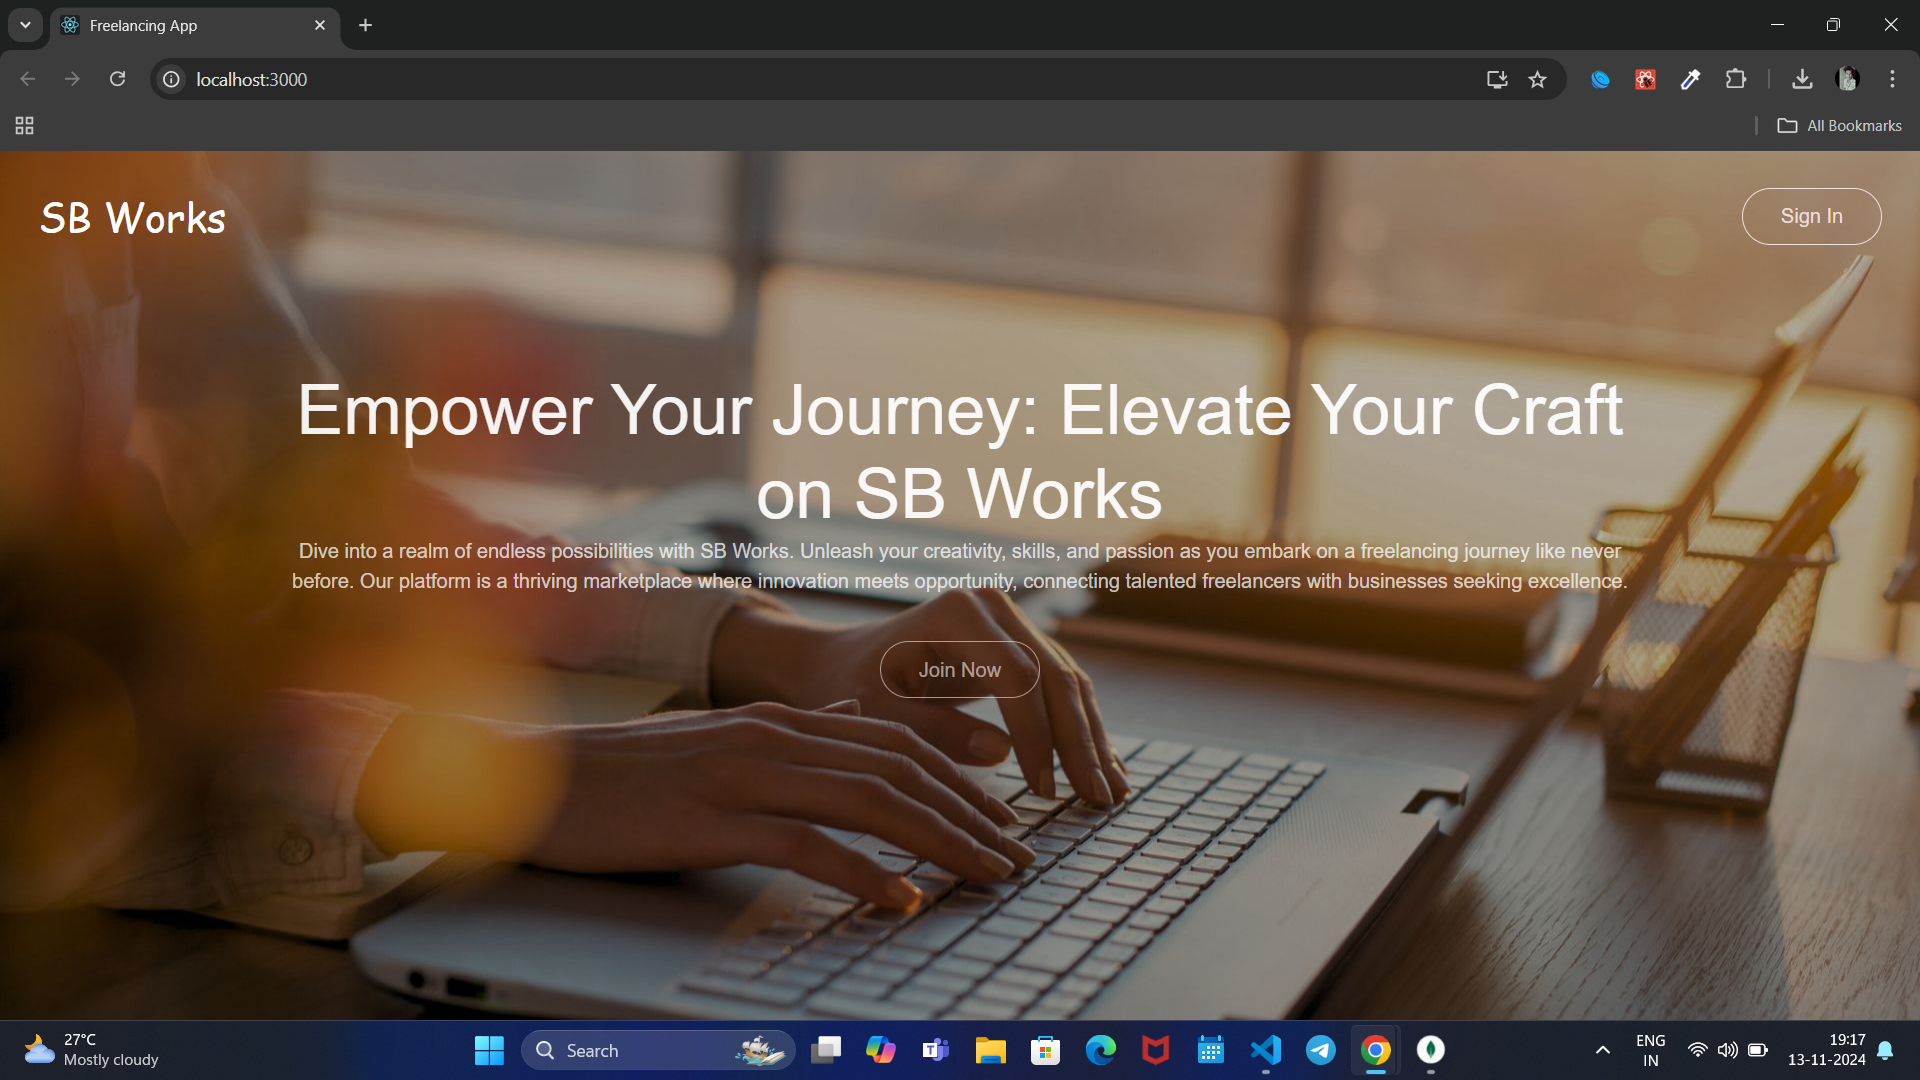 Freelancing App
localhost:3000
All Bookmarks
SB Works
Sign In
Empower Your Journey: Elevate Your Craft
on SB Works
Dive into a realm of endless possibilities with SB Works. Unleash your creativity, skills, and passion as you embark on a freelancing journey like never
before. Our platform is a thriving marketplace where innovation meets opportunity, connecting talented freelancers with businesses seeking excellence.
Join Now
27°C
Mostly cloudy
Search
ENG
IN
19:17
13-11-2024